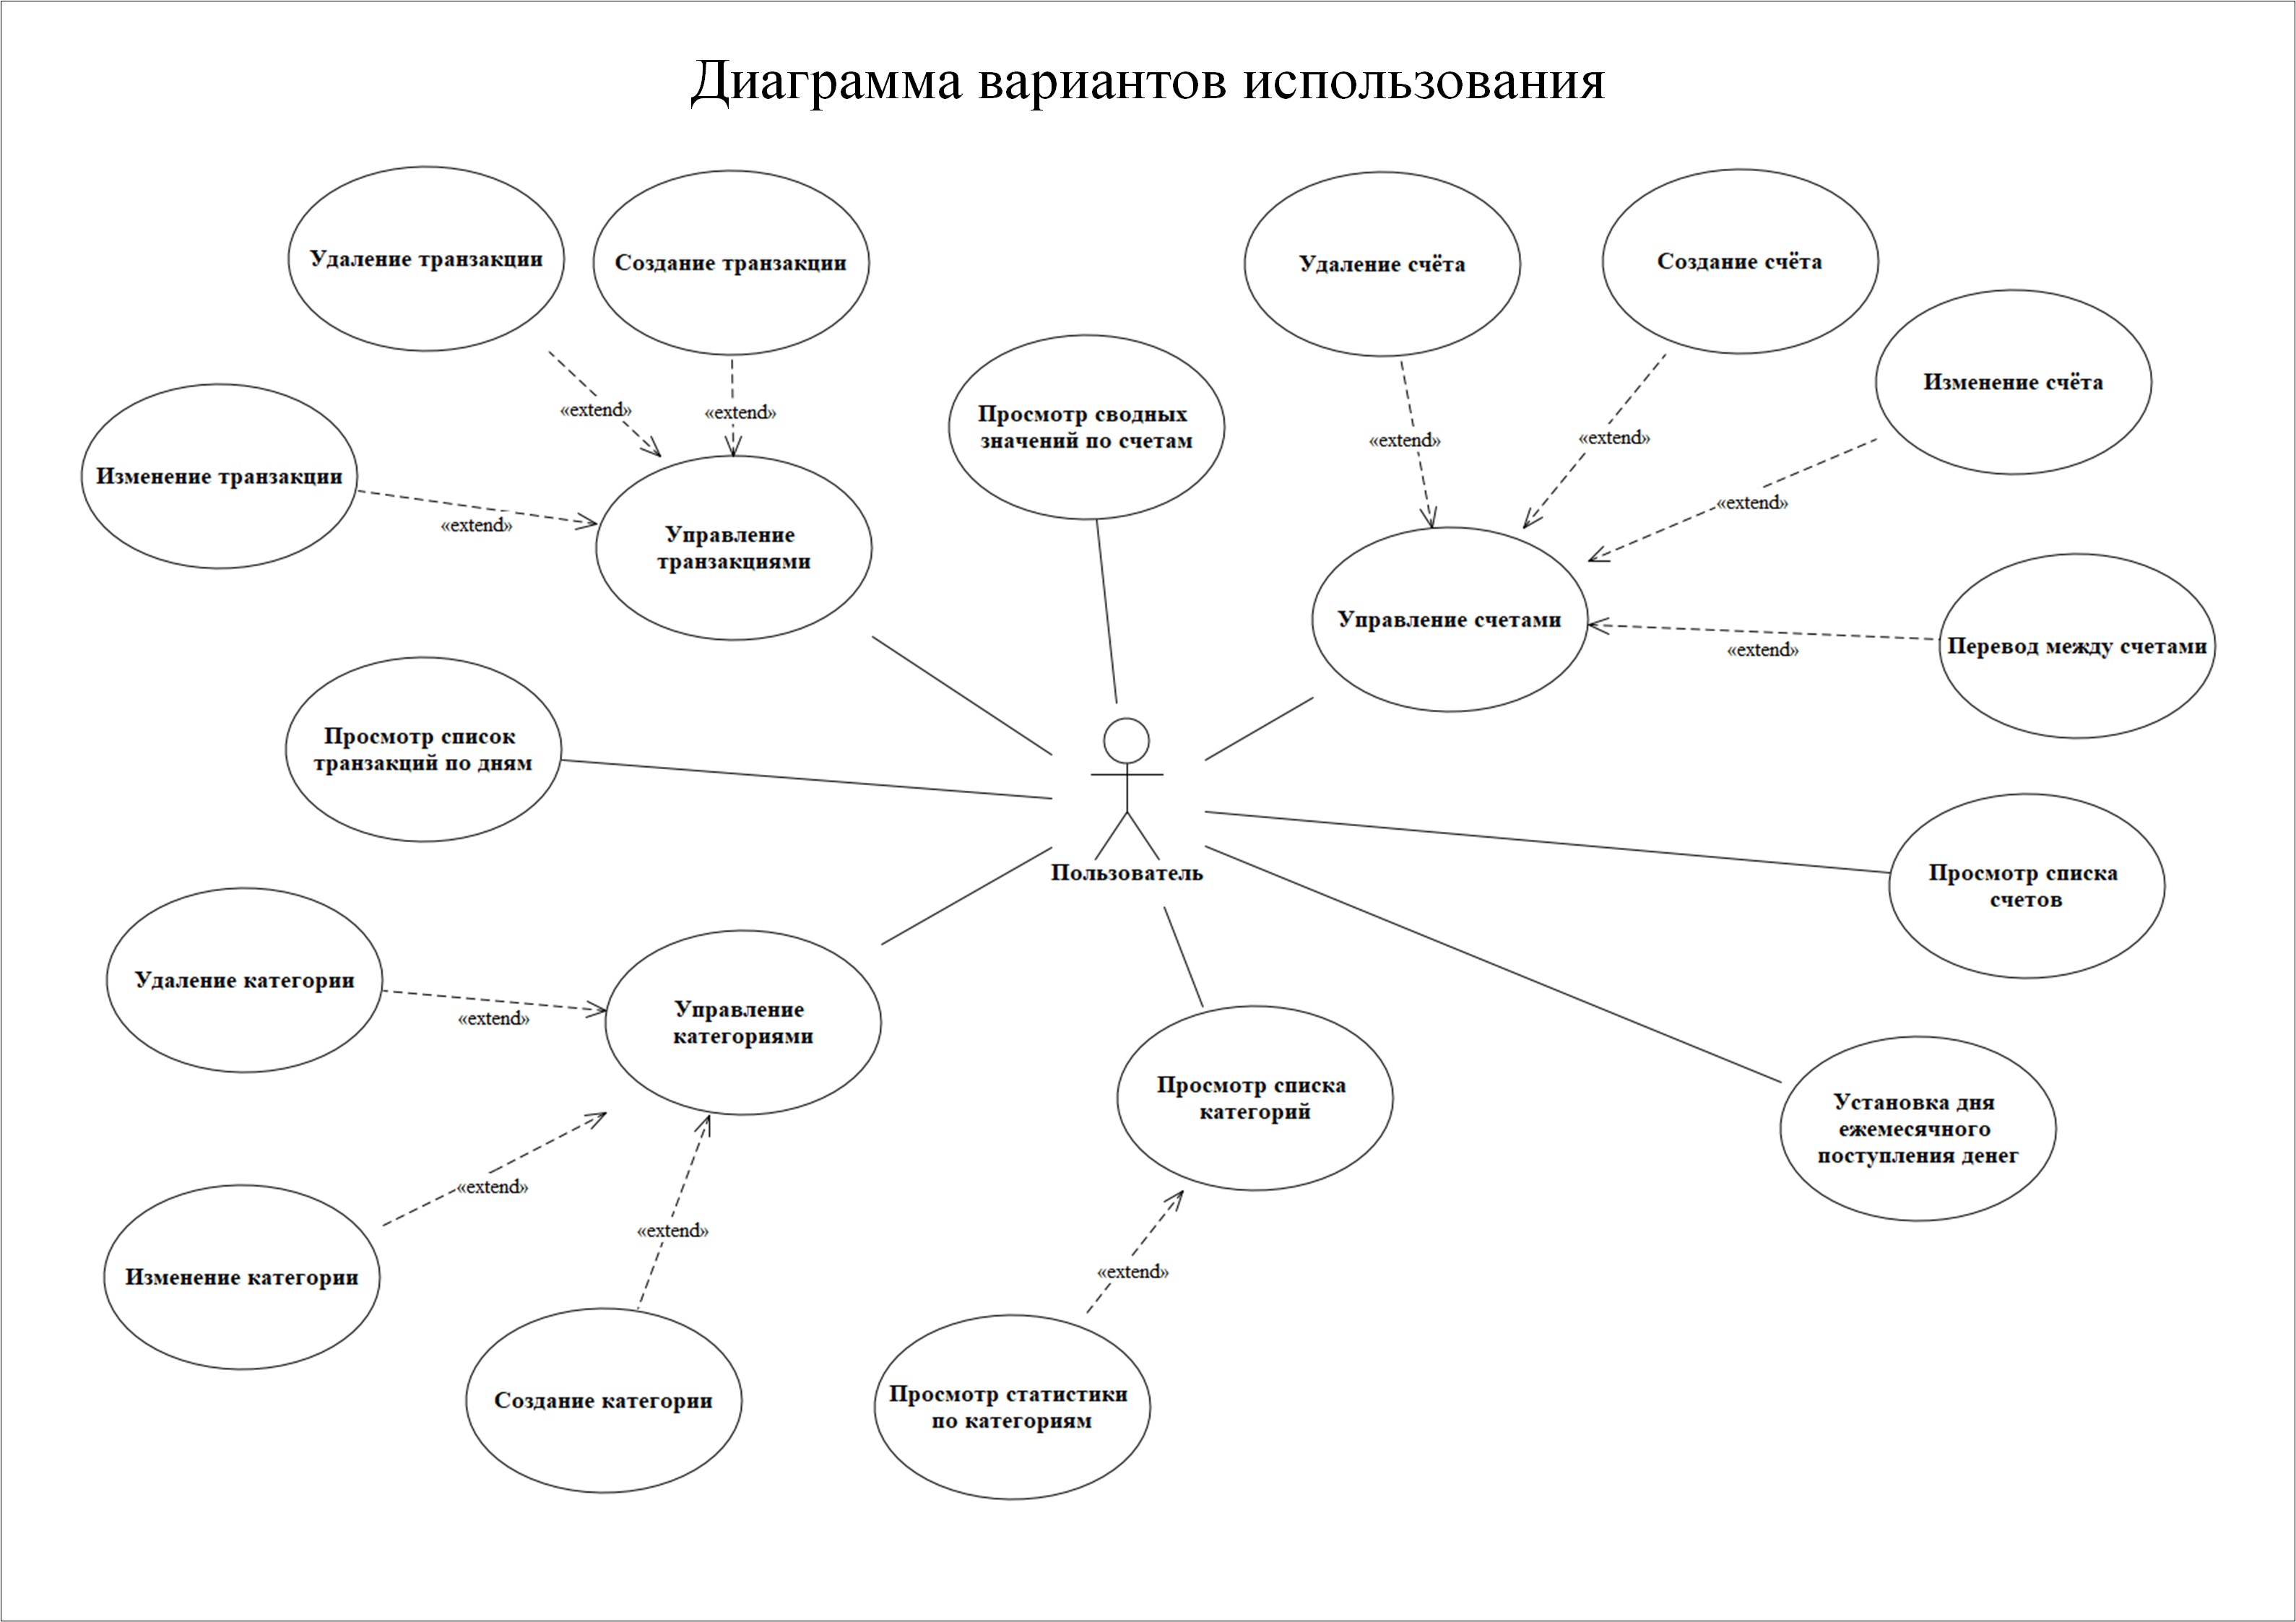 Диаграмма вариантов использования
Удаление транзакции
Создание транзакции
Удаление счёта
Создание счёта
Изменение счёта
Просмотр сводных
значений по счетам
«extend»
«extend»
«extend»
«extend»
Изменение транзакции
«extend»
«extend»
Управление
транзакциями
Управление счетами
Перевод между счетами
«extend»
Просмотр список
транзакций по дням
Пользователь
Просмотр списка
счетов
Удаление категории
«extend»
Управление
категориями
Просмотр списка
категорий
Установка дня
ежемесячного
поступления денег
«extend»
«extend»
«extend»
Изменение категории
Создание категории
Просмотр статистики
по категориям